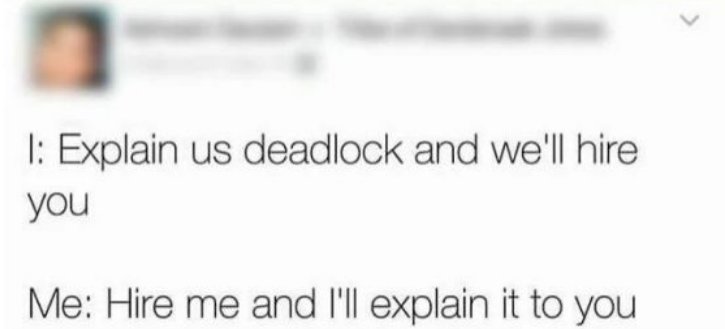 I: Explain us deadlock and we'll hire
you
Me: Hire me and I'll explain it to you